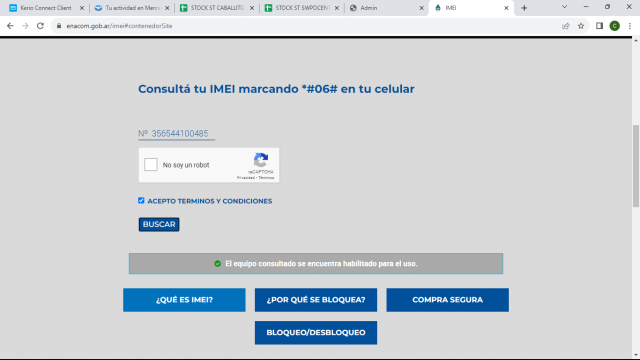 Kerio Connect Client
Tu actividad en Merca
STOCK ST CABALLITO
STOCK ST SWPOCENT
Admin
IMEI
enacom.gob.ar/imei#contenedorSite
C
Consultá tu IMEI marcando *#06# en tu celular
Nº 356544100485
No soy un robot
reCAPTCHA
Privacidad - Términos
ACEPTO TERMINOS Y CONDICIONES
BUSCAR
El equipo consultado se encuentra habilitado para el uso.
¿QUÉ ES IMEI?
¿POR QUÉ SE BLOQUEA?
COMPRA SEGURA
BLOQUEO/DESBLOQUEO